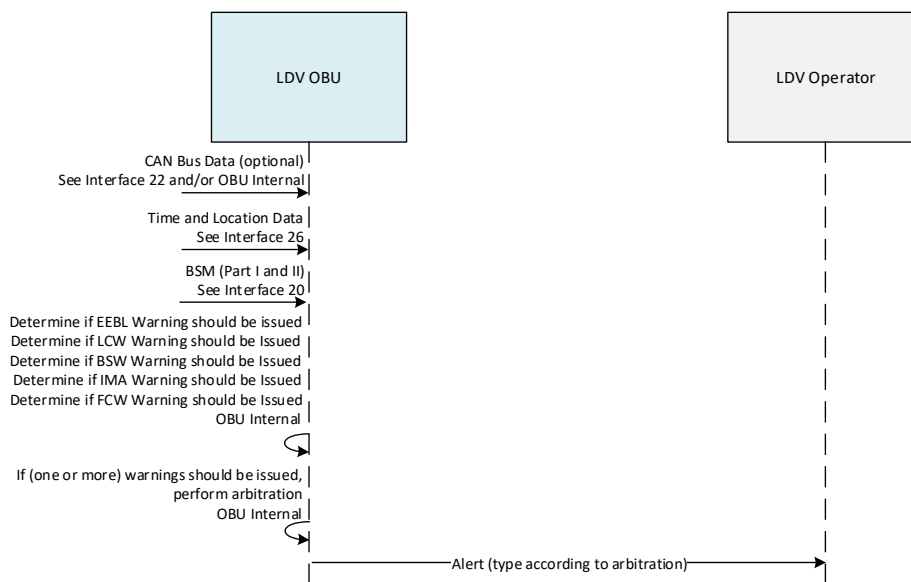 LDV OBU
LDV Operator
CAN Bus Data (optional)
See Interface 22 and/or OBU Internal
Time and Location Data
See Interface 26
BSM (Part I and II)
See Interface 20
Determine if EEBL Warning should be issued
Determine if LCW Warning should be Issued
Determine if BSW Warning should be Issued
Determine if IMA Warning should be Issued
Determine if FCW Warning should be Issued
OBU Internal
If (one or more) warnings should be issued,
perform arbitration
OBU Internal
Alert (type according to arbitration)